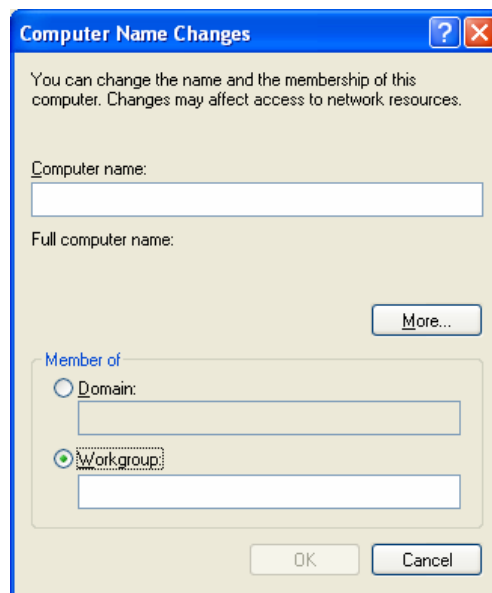 Computer Name Changes
?
You can change the name and the membership of this
computer. Changes may affect access to network resources.
Computer name:
Full computer name:
More...
Member of
Domain:
Workgroup:
OK
Cancel